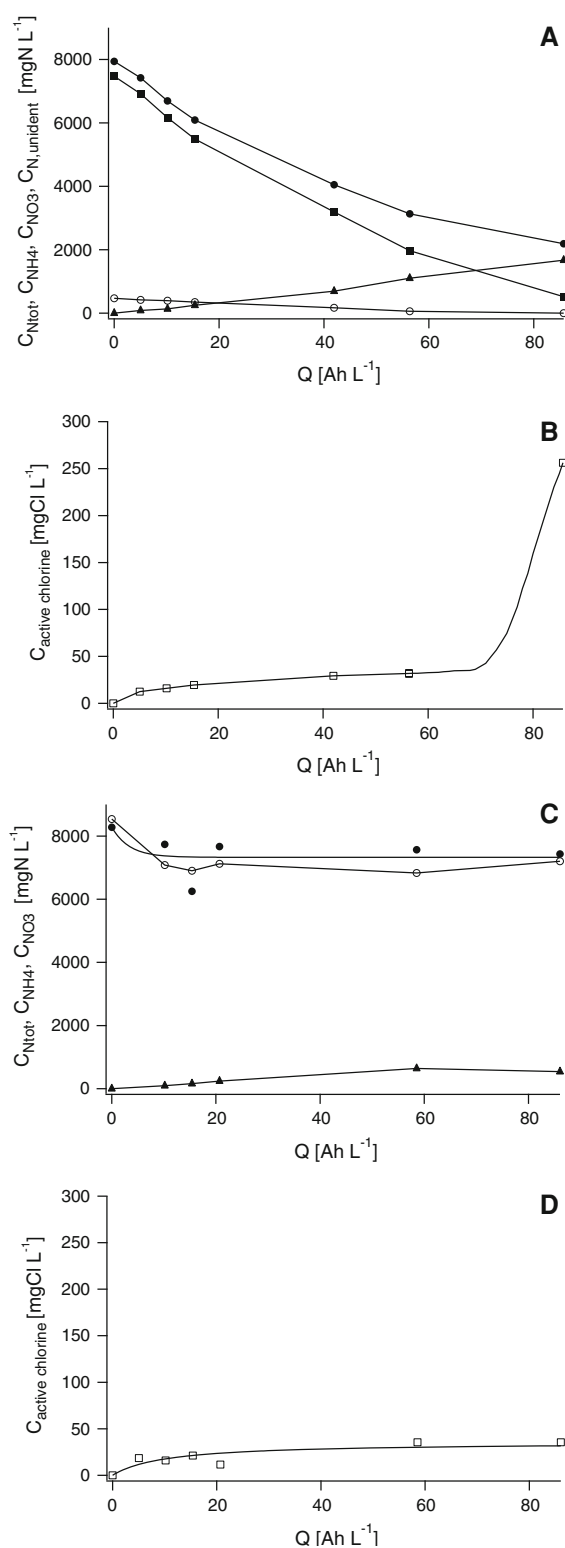 A
C_Ntot, C_NH4, C_NO3, C_N,unident [mgN L⁻¹]
8000
6000
4000
2000
0
0 20 40 60 80
Q [Ah L⁻¹]
B
C_active chlorine [mgCl L⁻¹]
300
250
200
150
100
50
0
0 20 40 60 80
Q [Ah L⁻¹]
C
C_Ntot, C_NH4, C_NO3 [mgN L⁻¹]
8000
6000
4000
2000
0
0 20 40 60 80
Q [Ah L⁻¹]
D
C_active chlorine [mgCl L⁻¹]
300
250
200
150
100
50
0
0 20 40 60 80
Q [Ah L⁻¹]